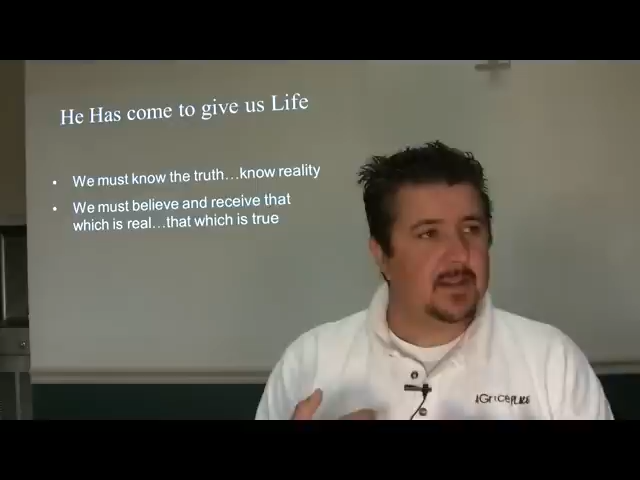 He Has come to give us Life
• We must know the truth…know reality
• We must believe and receive that
which is real…that which is true